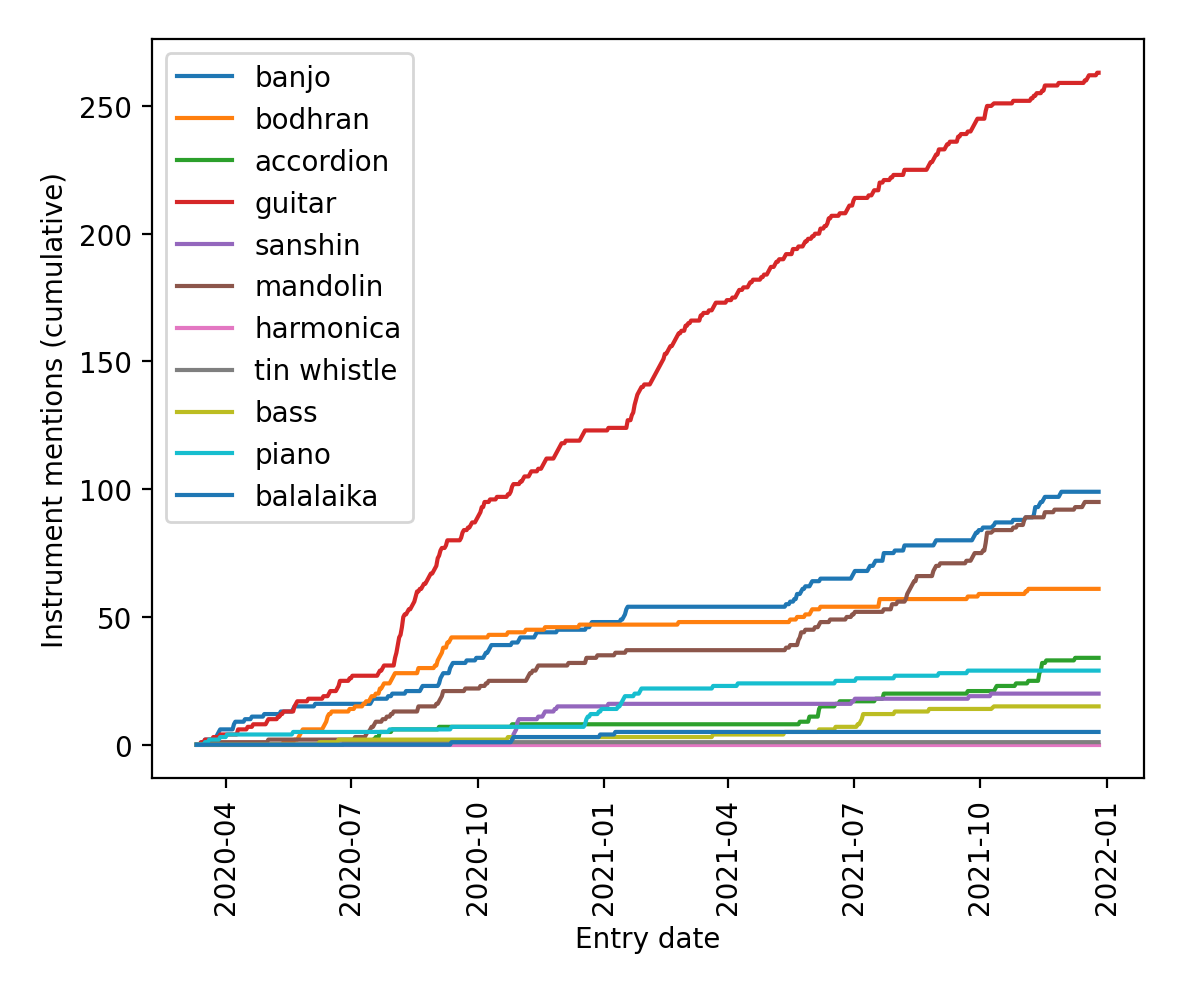 banjo
bodhran
accordion
guitar
sanshin
mandolin
harmonica
tin whistle
bass
piano
balalaika
Instrument mentions (cumulative)
250
200
150
100
50
0
2020-04
2020-07
2020-10
2021-01
2021-04
2021-07
2021-10
2022-01
Entry date